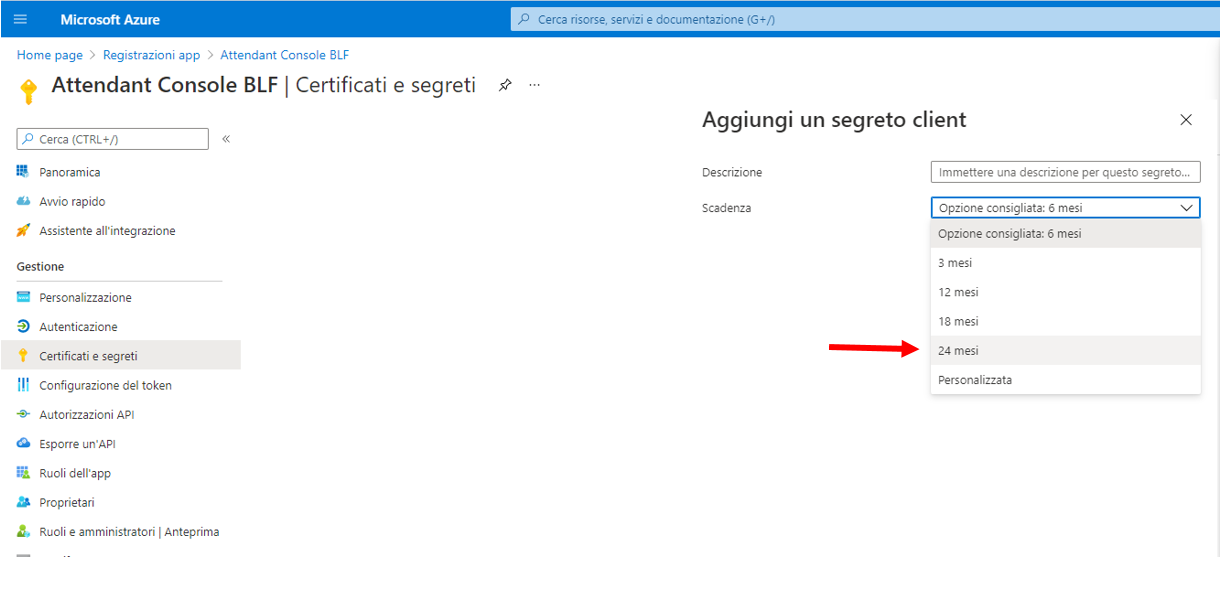 Microsoft Azure
Cerca risorse, servizi e documentazione (G+/)
Home page > Registrazioni app > Attendant Console BLF
Attendant Console BLF | Certificati e segreti
Cerca (CTRL+/)
Panoramica
Avvio rapido
Assistente all'integrazione
Gestione
Personalizzazione
Autenticazione
Certificati e segreti
Configurazione del token
Autorizzazioni API
Esporre un'API
Ruoli dell'app
Proprietari
Ruoli e amministratori | Anteprima
Aggiungi un segreto client
Descrizione
Immettere una descrizione per questo segreto...
Scadenza
Opzione consigliata: 6 mesi
Opzione consigliata: 6 mesi
3 mesi
12 mesi
18 mesi
24 mesi
Personalizzata